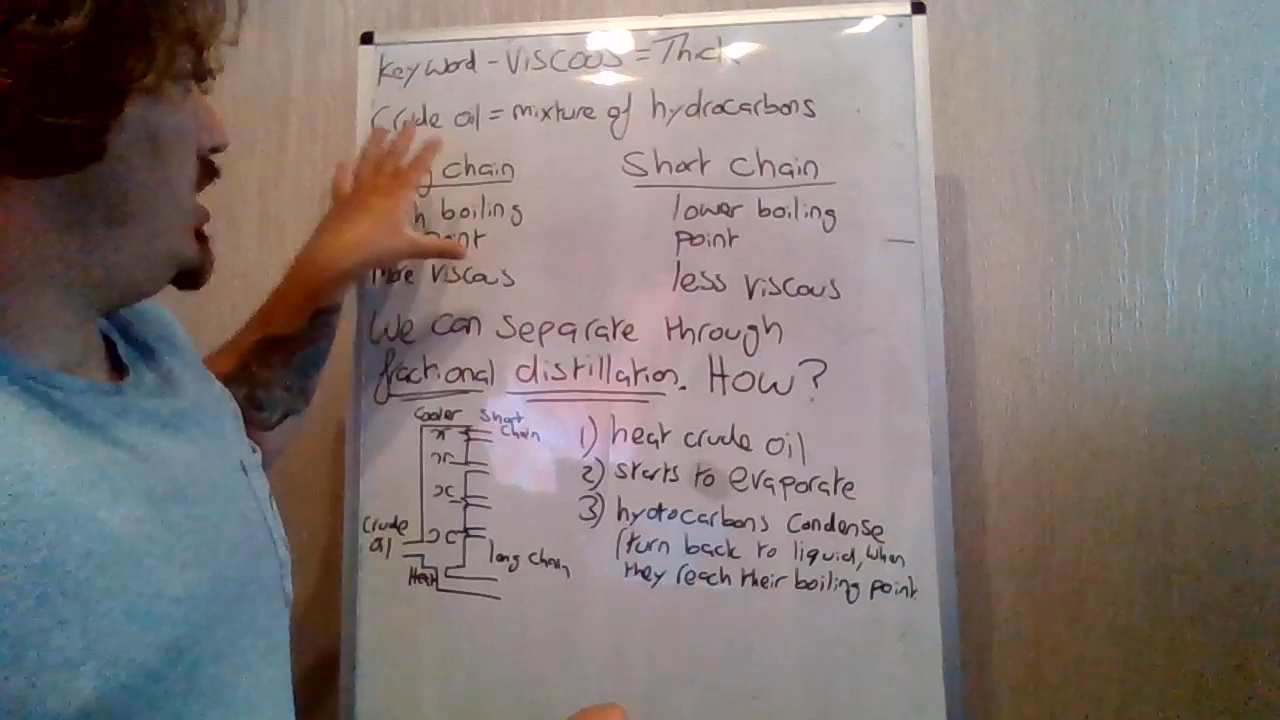 Keyword - Viscous = Thick
Crude oil = mixture of hydrocarbons
chain Short Chain
boiling lower boiling
point
more viscous less viscous
We can separate through
fractional distillation. How?
Cooler Short
Chain
1) heat crude oil
2) starts to evaporate
3) hydrocarbons condense
(turn back to liquid, when
they reach their boiling point
Crude
oil
long chain
Heat